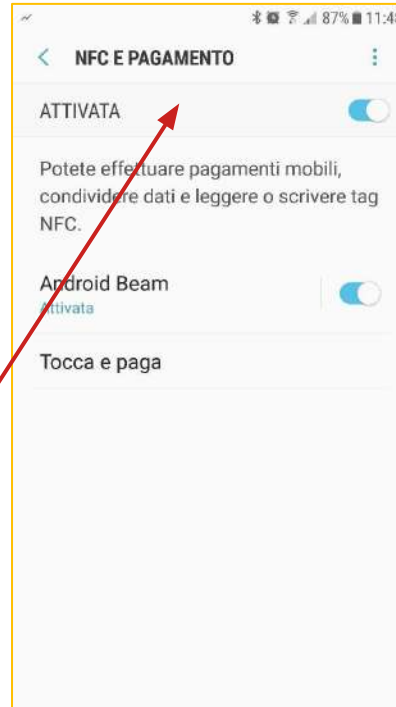 87% 11:48
NFC E PAGAMENTO
ATTIVATA
Potete effettuare pagamenti mobili,
condividere dati e leggere o scrivere tag
NFC.
Android Beam
Attivata
Tocca e paga